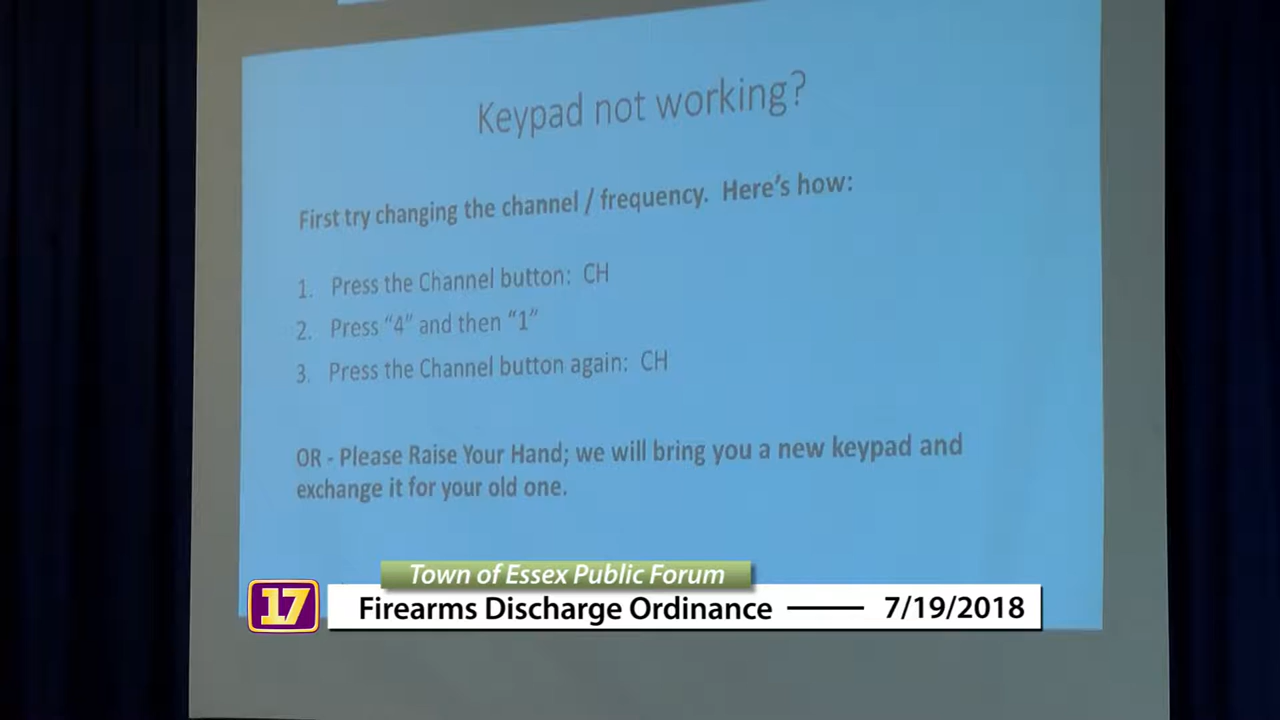 Keypad not working?
First try changing the channel / frequency. Here's how:
1. Press the Channel button: CH
2. Press "4" and then "1"
3. Press the Channel button again: CH
OR - Please Raise Your Hand; we will bring you a new keypad and
exchange it for your old one.
Town of Essex Public Forum
17
Firearms Discharge Ordinance 7/19/2018